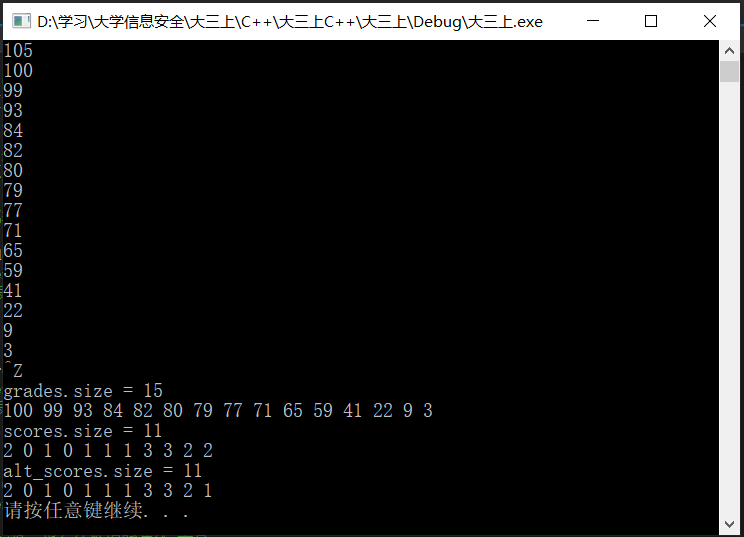 D:\学习\大学信息安全\大三上\C++\大三上C++\大三上\Debug\大三上.exe
105
100
99
93
84
82
80
79
77
71
65
59
41
22
9
3
^Z
grades.size = 15
100 99 93 84 82 80 79 77 71 65 59 41 22 9 3
scores.size = 11
2 0 1 0 1 1 1 3 3 2 2
alt_scores.size = 11
2 0 1 0 1 1 1 3 3 2 1
请按任意键继续. . .